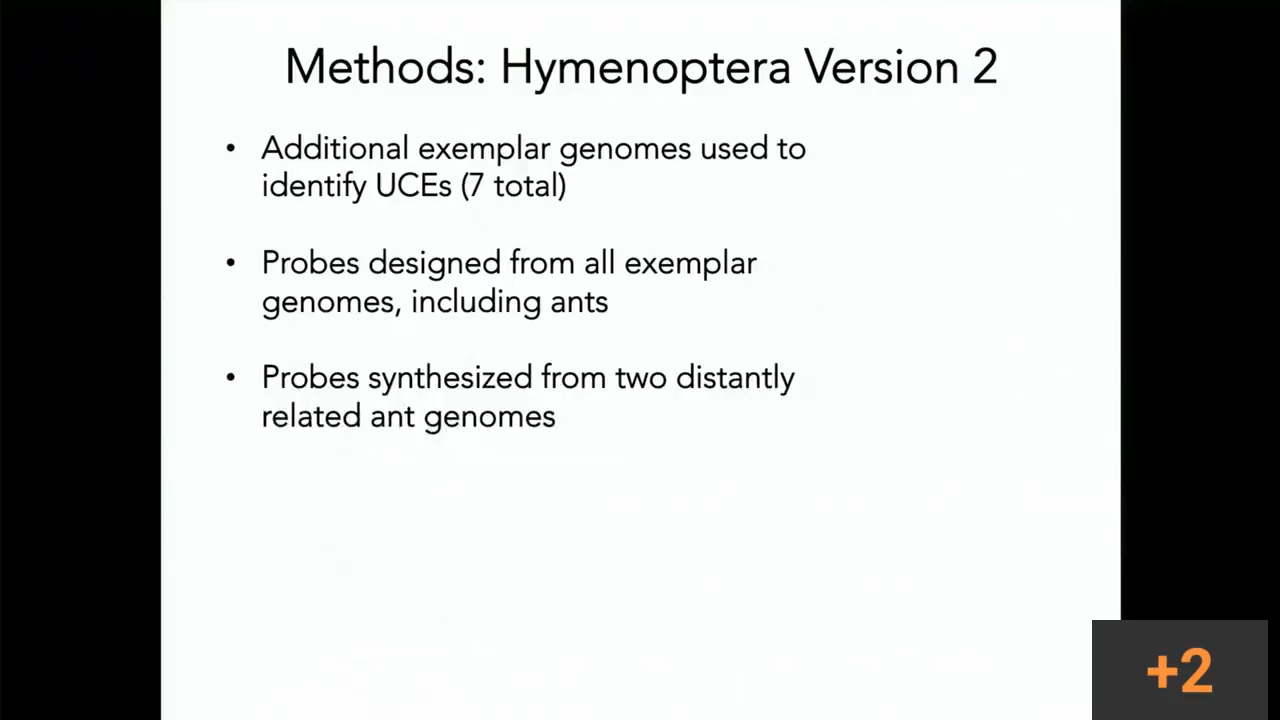 Methods: Hymenoptera Version 2
• Additional exemplar genomes used to
identify UCEs (7 total)
• Probes designed from all exemplar
genomes, including ants
• Probes synthesized from two distantly
related ant genomes
+2